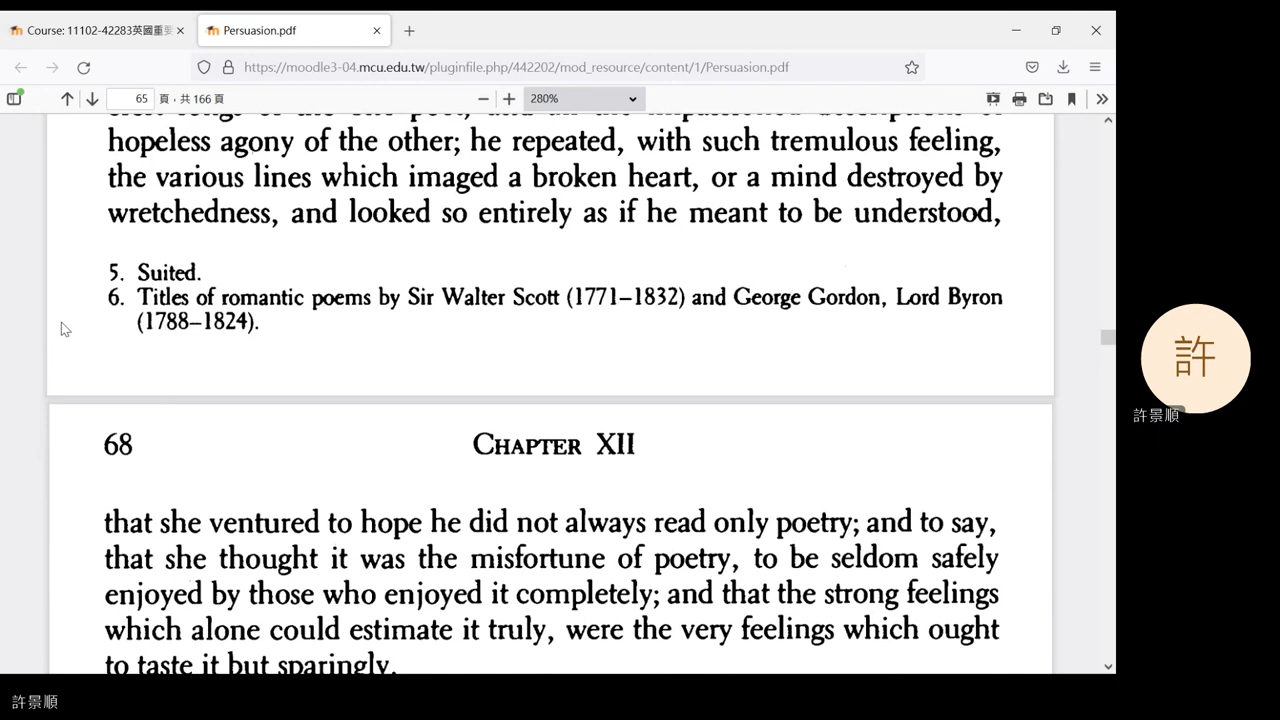 Course: 11102-42283英國重要
Persuasion.pdf
https://moodle3-04.mcu.edu.tw/pluginfile.php/442202/mod_resource/content/1/Persuasion.pdf
65 頁，共 166 頁
280%
hopeless agony of the other; he repeated, with such tremulous feeling,
the various lines which imaged a broken heart, or a mind destroyed by
wretchedness, and looked so entirely as if he meant to be understood,
5. Suited.
6. Titles of romantic poems by Sir Walter Scott (1771–1832) and George Gordon, Lord Byron
(1788–1824).
68 CHAPTER XII
that she ventured to hope he did not always read only poetry; and to say,
that she thought it was the misfortune of poetry, to be seldom safely
enjoyed by those who enjoyed it completely; and that the strong feelings
which alone could estimate it truly, were the very feelings which ought
to taste it but sparingly.
許
許景順
許景順